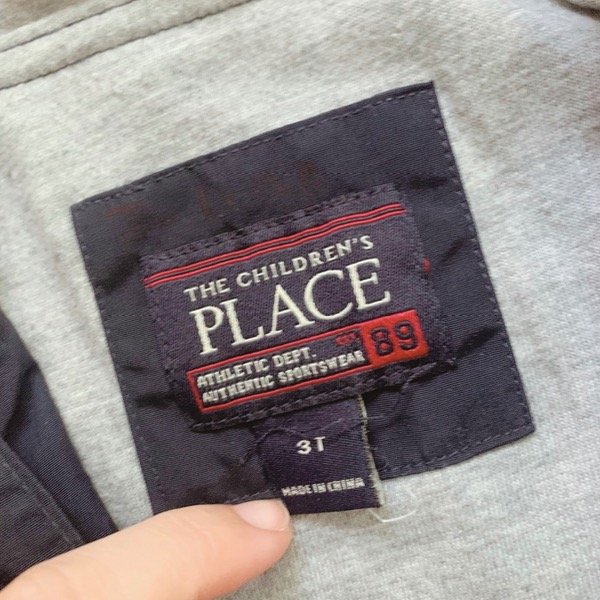 THE CHILDREN'S
PLACE
ATHLETIC DEPT.
AUTHENTIC SPORTSWEAR
89
3T
MADE IN CHINA